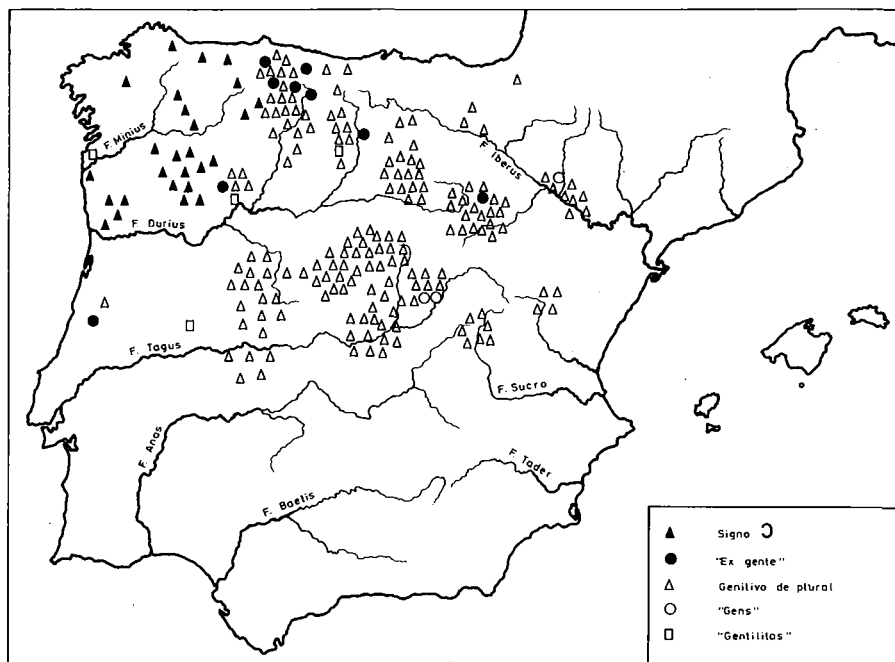 F. Minius
F. Iberus
F. Durius
F. Tagus
F. Sucro
F. Anas
F. Tader
F. Baetis
Signo Ɔ
"Ex gente"
Genitivo de plural
"Gens"
"Gentilitas"